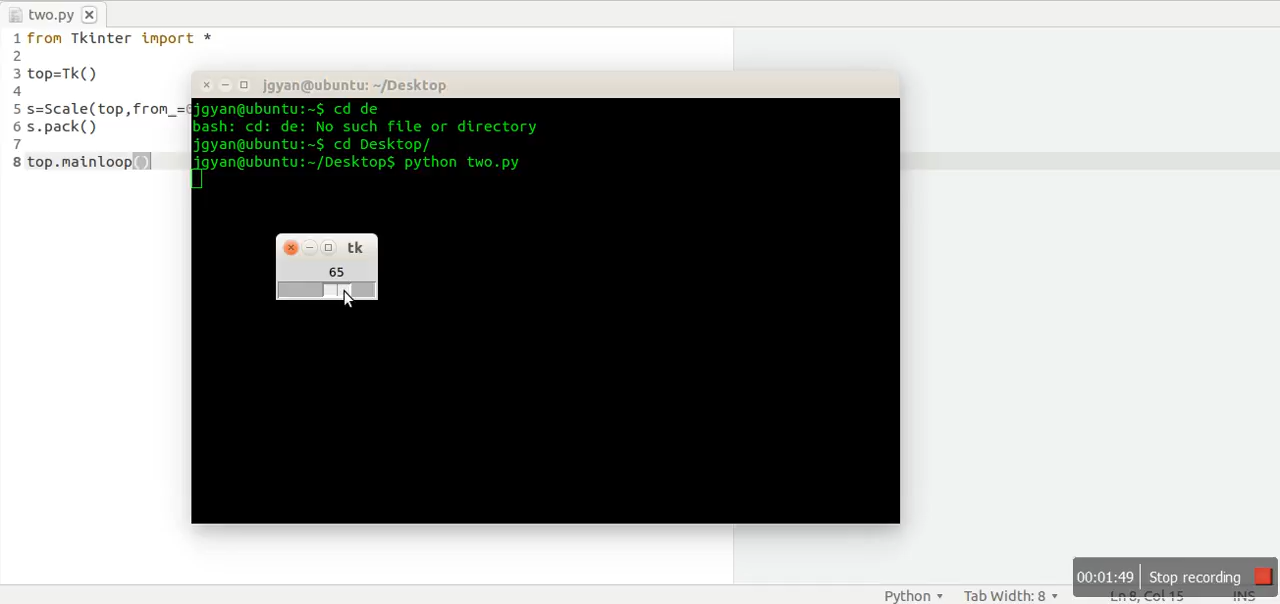 two.py
1 from Tkinter import *
2
3 top=Tk()
4
5 s=Scale(top,from_=
6 s.pack()
7
8 top.mainloop()
jgyan@ubuntu: ~/Desktop
jgyan@ubuntu:~$ cd de
bash: cd: de: No such file or directory
jgyan@ubuntu:~$ cd Desktop/
jgyan@ubuntu:~/Desktop$ python two.py
tk
65
00:01:49 Stop recording
Python Tab Width: 8 Ln 8, Col 15 INS